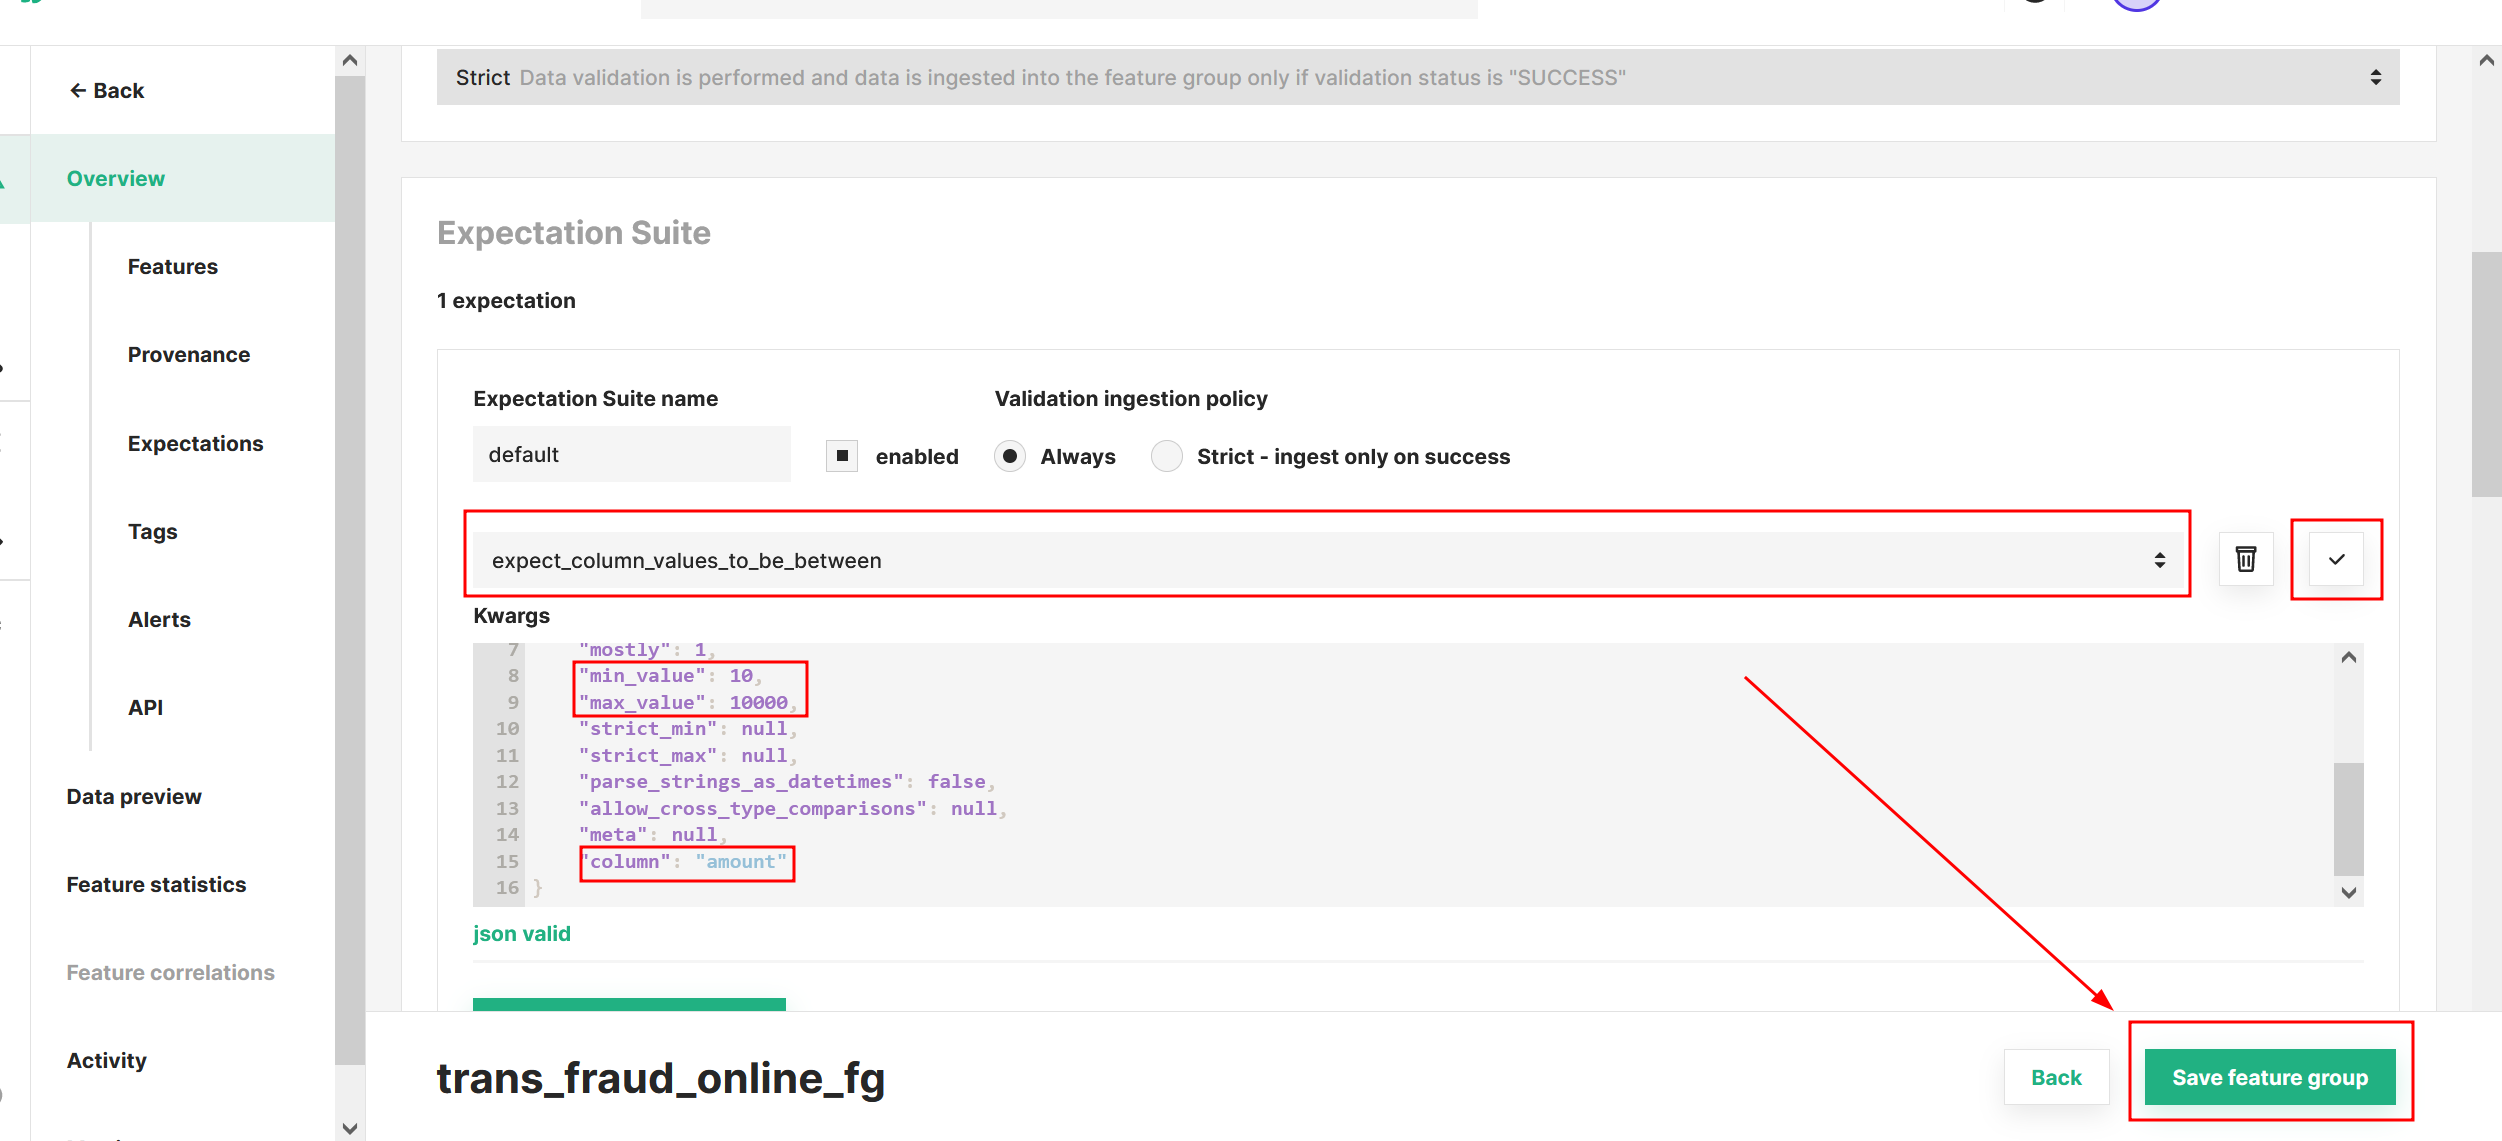 Strict Data validation is performed and data is ingested into the feature group only if validation status is "SUCCESS"
← Back
Overview
Features
Provenance
Expectations
Tags
Alerts
API
Data preview
Feature statistics
Feature correlations
Activity
Expectation Suite
1 expectation
Expectation Suite name
Validation ingestion policy
default
enabled
Always
Strict - ingest only on success
expect_column_values_to_be_between
Kwargs
7 "mostly": 1,
8 "min_value": 10,
9 "max_value": 10000,
10 "strict_min": null,
11 "strict_max": null,
12 "parse_strings_as_datetimes": false,
13 "allow_cross_type_comparisons": null,
14 "meta": null,
15 "column": "amount"
16 }
json valid
trans_fraud_online_fg
Back
Save feature group